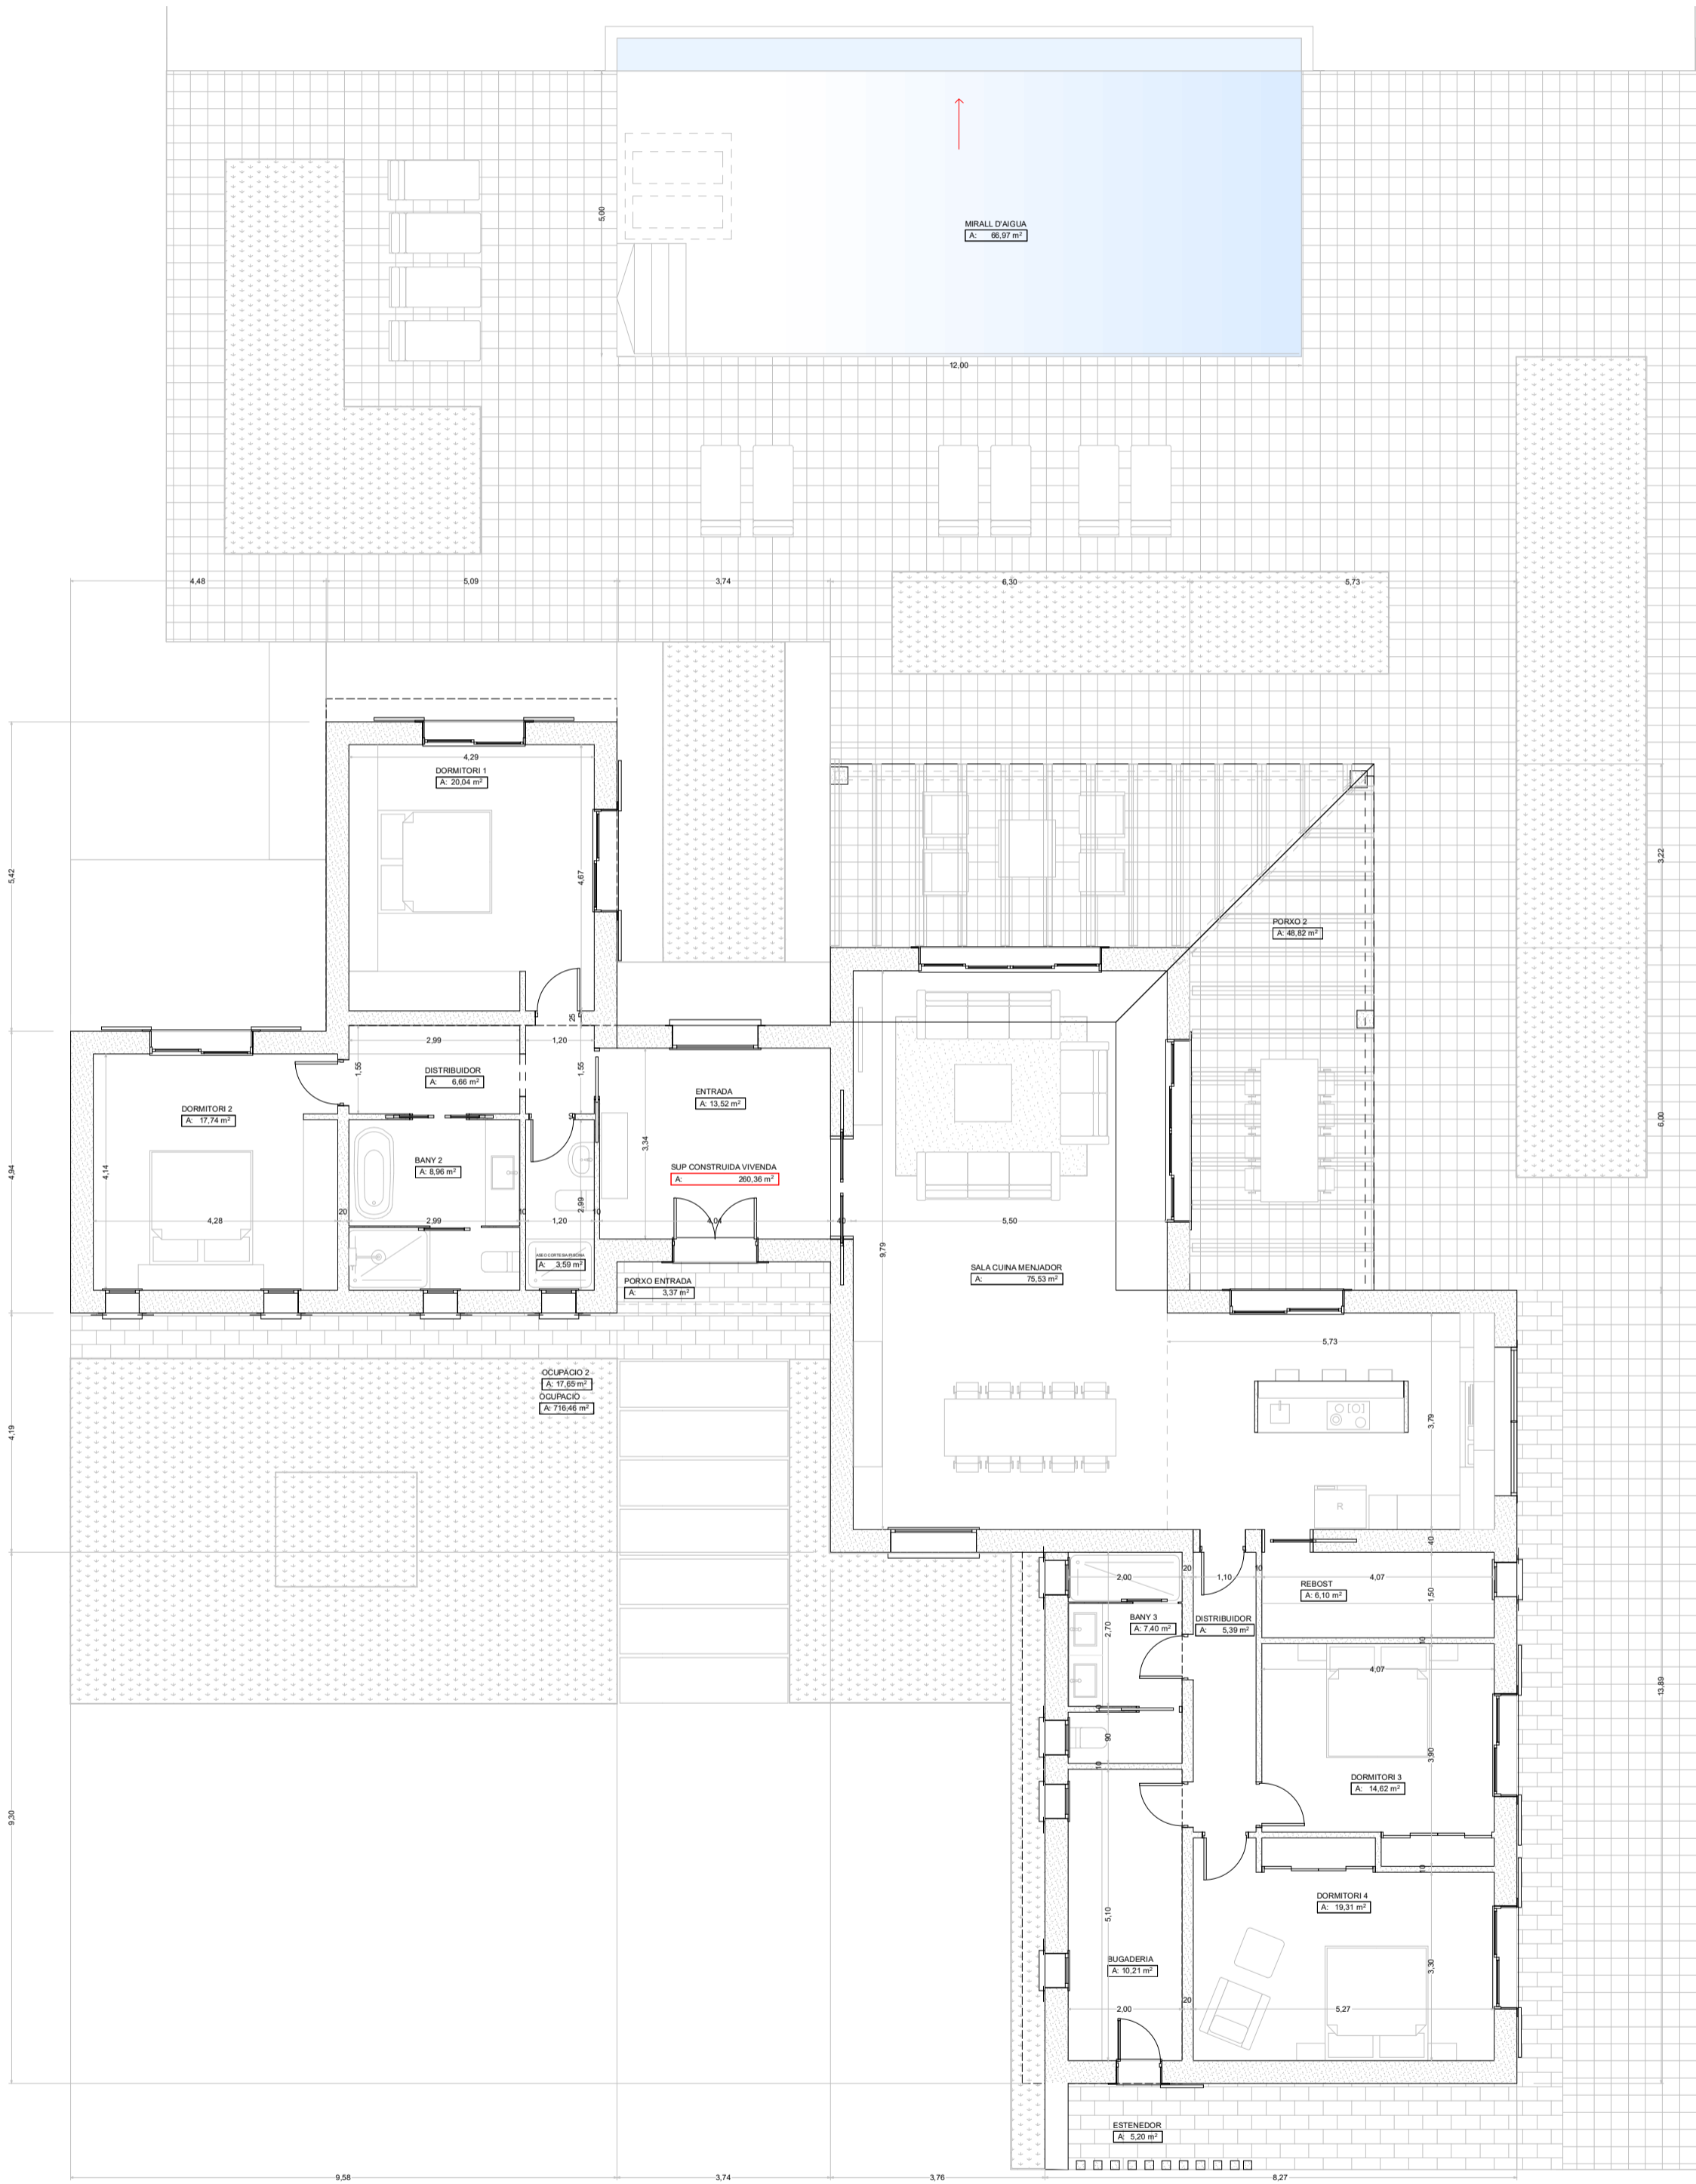 5,00
MIRALL D'AIGUA
A: 66,97 m²
12,00
4,48
5,09
3,74
6,30
5,73
4,29
DORMITORI 1
A: 20,04 m²
4,67
5,42
3,22
PORXO 2
A: 48,82 m²
25
2,99
1,20
1,55
1,55
DISTRIBUIDOR
A: 6,66 m²
ENTRADA
A: 13,52 m²
DORMITORI 2
A: 17,74 m²
10
6,00
3,34
4,94
4,14
BANY 2
A: 8,96 m²
SUP CONSTRUIDA VIVENDA
A: 260,36 m²
2,99
4,28
20
2,99
10
1,20
10
4,04
40
5,50
9,79
A: 3,59 m²
SALA CUINA MENJADOR
A: 75,53 m²
PORXO ENTRADA
A: 3,37 m²
5,73
OCUPACIÓ 2
A: 17,65 m²
OCUPACIÓ
A: 716,46 m²
4,19
3,79
R
40
2,00
20
1,10
10
4,07
REBOST
A: 6,10 m²
1,50
BANY 3
A: 7,40 m²
DISTRIBUIDOR
A: 5,39 m²
2,70
10
4,07
13,89
10
90
3,90
10
DORMITORI 3
A: 14,62 m²
9,30
10
DORMITORI 4
A: 19,31 m²
5,10
BUGADERIA
A: 10,21 m²
3,30
2,00
20
5,27
ESTENEDOR
A: 5,20 m²
9,58
3,74
3,76
8,27